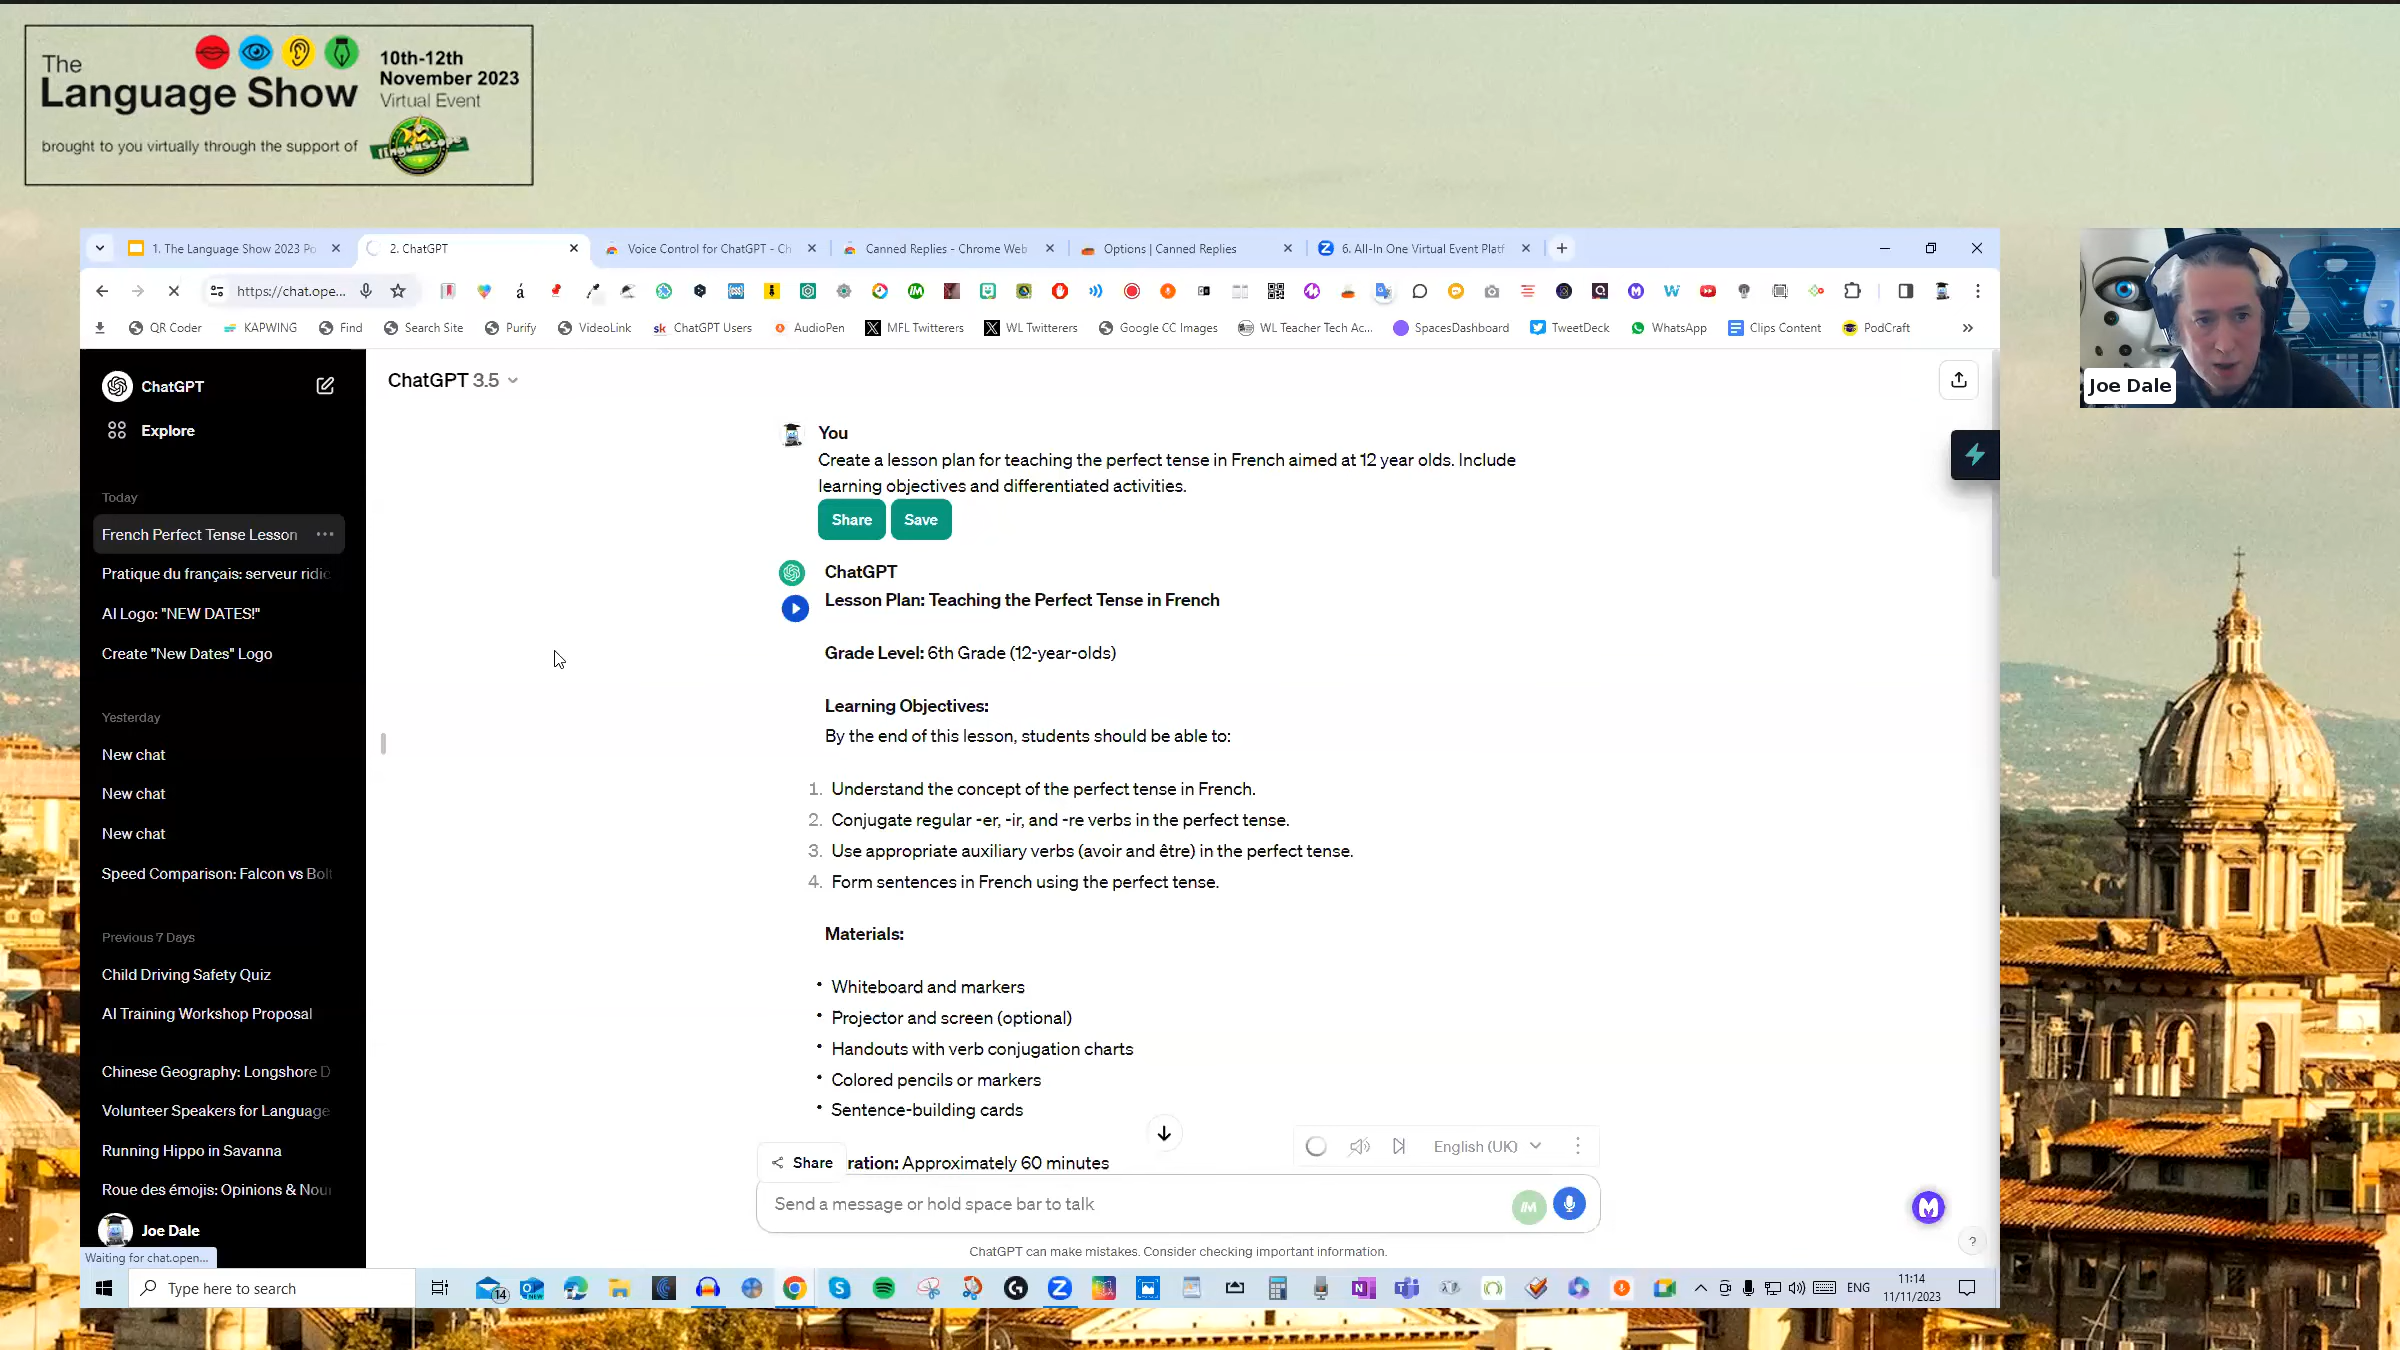 The
Language Show
10th-12th
November 2023
Virtual Event
brought to you virtually through the support of
linguascope
1. The Language Show 2023 Po
2. ChatGPT
Voice Control for ChatGPT - Ch
Canned Replies - Chrome Web
Options | Canned Replies
6. All-In One Virtual Event Platf
https://chat.ope...
QR Coder
KAPWING
Find
Search Site
Purify
VideoLink
ChatGPT Users
AudioPen
MFL Twitterers
WL Twitterers
Google CC Images
WL Teacher Tech Ac...
SpacesDashboard
TweetDeck
WhatsApp
Clips Content
PodCraft
Joe Dale
ChatGPT
Explore
Today
French Perfect Tense Lesson
Pratique du français: serveur ridic
AI Logo: "NEW DATES!"
Create "New Dates" Logo
Yesterday
New chat
New chat
New chat
Speed Comparison: Falcon vs Bolt
Previous 7 Days
Child Driving Safety Quiz
AI Training Workshop Proposal
Chinese Geography: Longshore D
Volunteer Speakers for Language
Running Hippo in Savanna
Roue des émojis: Opinions & Nou
Joe Dale
Waiting for chat.open...
ChatGPT 3.5
You
Create a lesson plan for teaching the perfect tense in French aimed at 12 year olds. Include
learning objectives and differentiated activities.
Share
Save
ChatGPT
Lesson Plan: Teaching the Perfect Tense in French
Grade Level: 6th Grade (12-year-olds)
Learning Objectives:
By the end of this lesson, students should be able to:
1. Understand the concept of the perfect tense in French.
2. Conjugate regular -er, -ir, and -re verbs in the perfect tense.
3. Use appropriate auxiliary verbs (avoir and être) in the perfect tense.
4. Form sentences in French using the perfect tense.
Materials:
• Whiteboard and markers
• Projector and screen (optional)
• Handouts with verb conjugation charts
• Colored pencils or markers
• Sentence-building cards
English (UK)
Share
ration: Approximately 60 minutes
Send a message or hold space bar to talk
ChatGPT can make mistakes. Consider checking important information.
?
Type here to search
14
ENG
11:14
11/11/2023